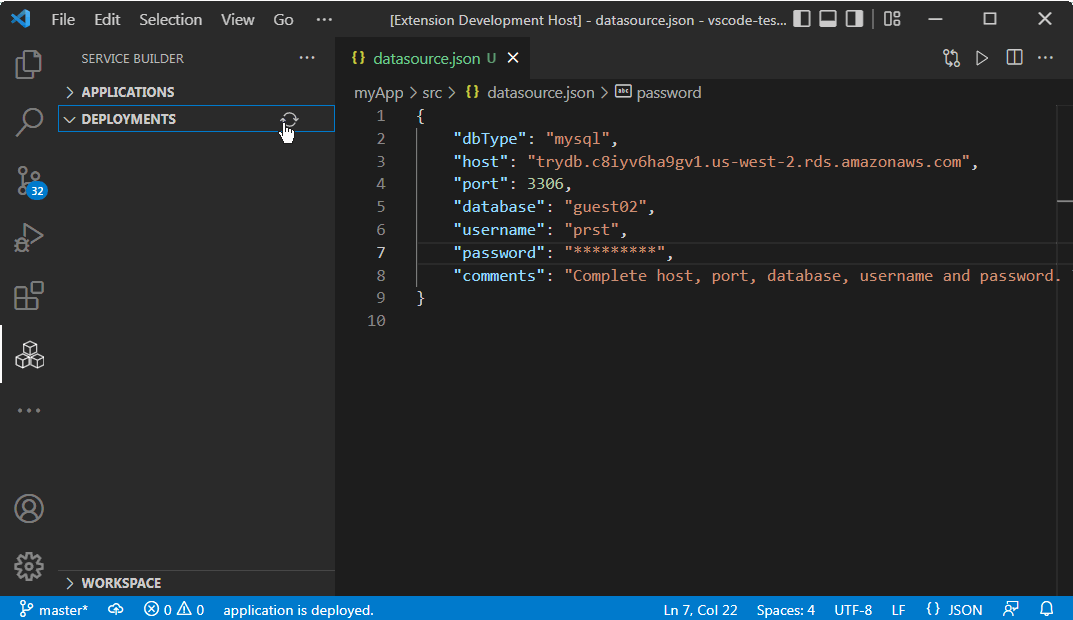 File Edit Selection View Go ··· [Extension Development Host] - datasource.json - vscode-tes...
SERVICE BUILDER ···
{} datasource.json U
APPLICATIONS
myApp > src > {} datasource.json > abc password
DEPLOYMENTS
1 {
2 "dbType": "mysql",
3 "host": "trydb.c8iyv6ha9gv1.us-west-2.rds.amazonaws.com",
4 "port": 3306,
5 "database": "guest02",
6 "username": "prst",
7 "password": "*********",
8 "comments": "Complete host, port, database, username and password.
9 }
10
32
WORKSPACE
master* 0 0 application is deployed. Ln 7, Col 22 Spaces: 4 UTF-8 LF {} JSON